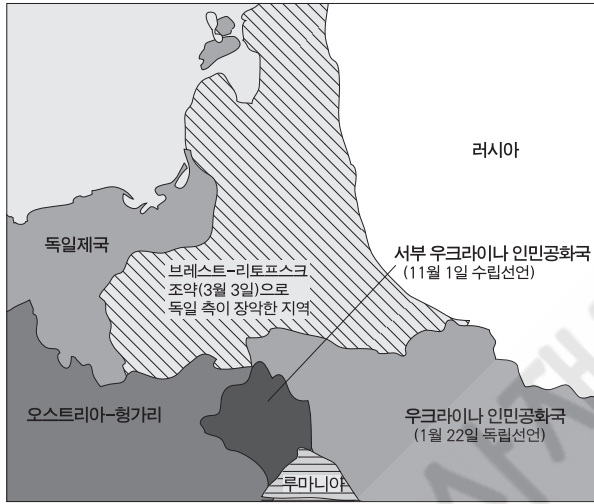 러시아
독일제국
서부 우크라이나 인민공화국
(11월 1일 수립선언)
브레스트-리토프스크
조약(3월 3일)으로
독일 측이 장악한 지역
오스트리아-헝가리
우크라이나 인민공화국
(1월 22일 독립선언)
루마니아